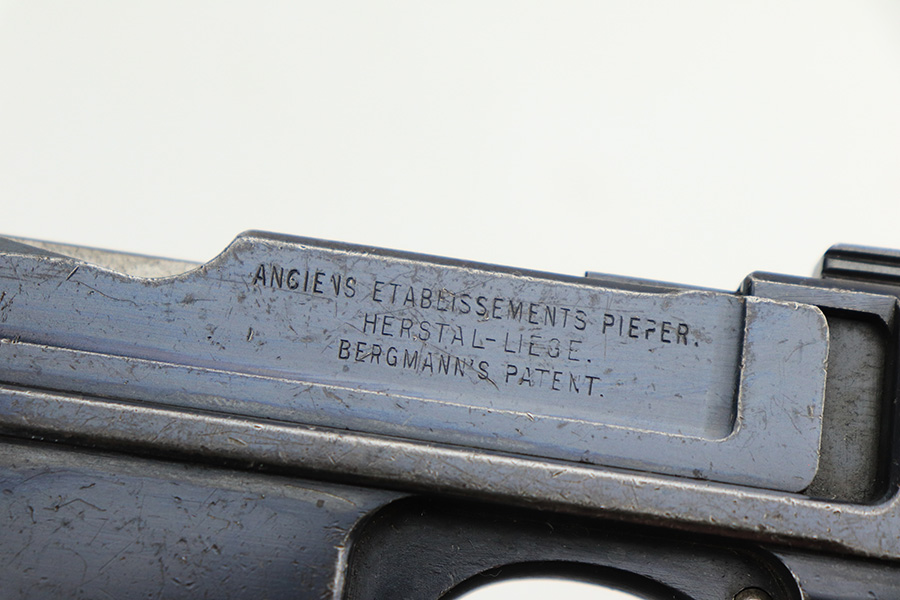 ANCIENS ETABLISSEMENTS PIEPER.
HERSTAL-LIEGE.
BERGMANN'S PATENT.